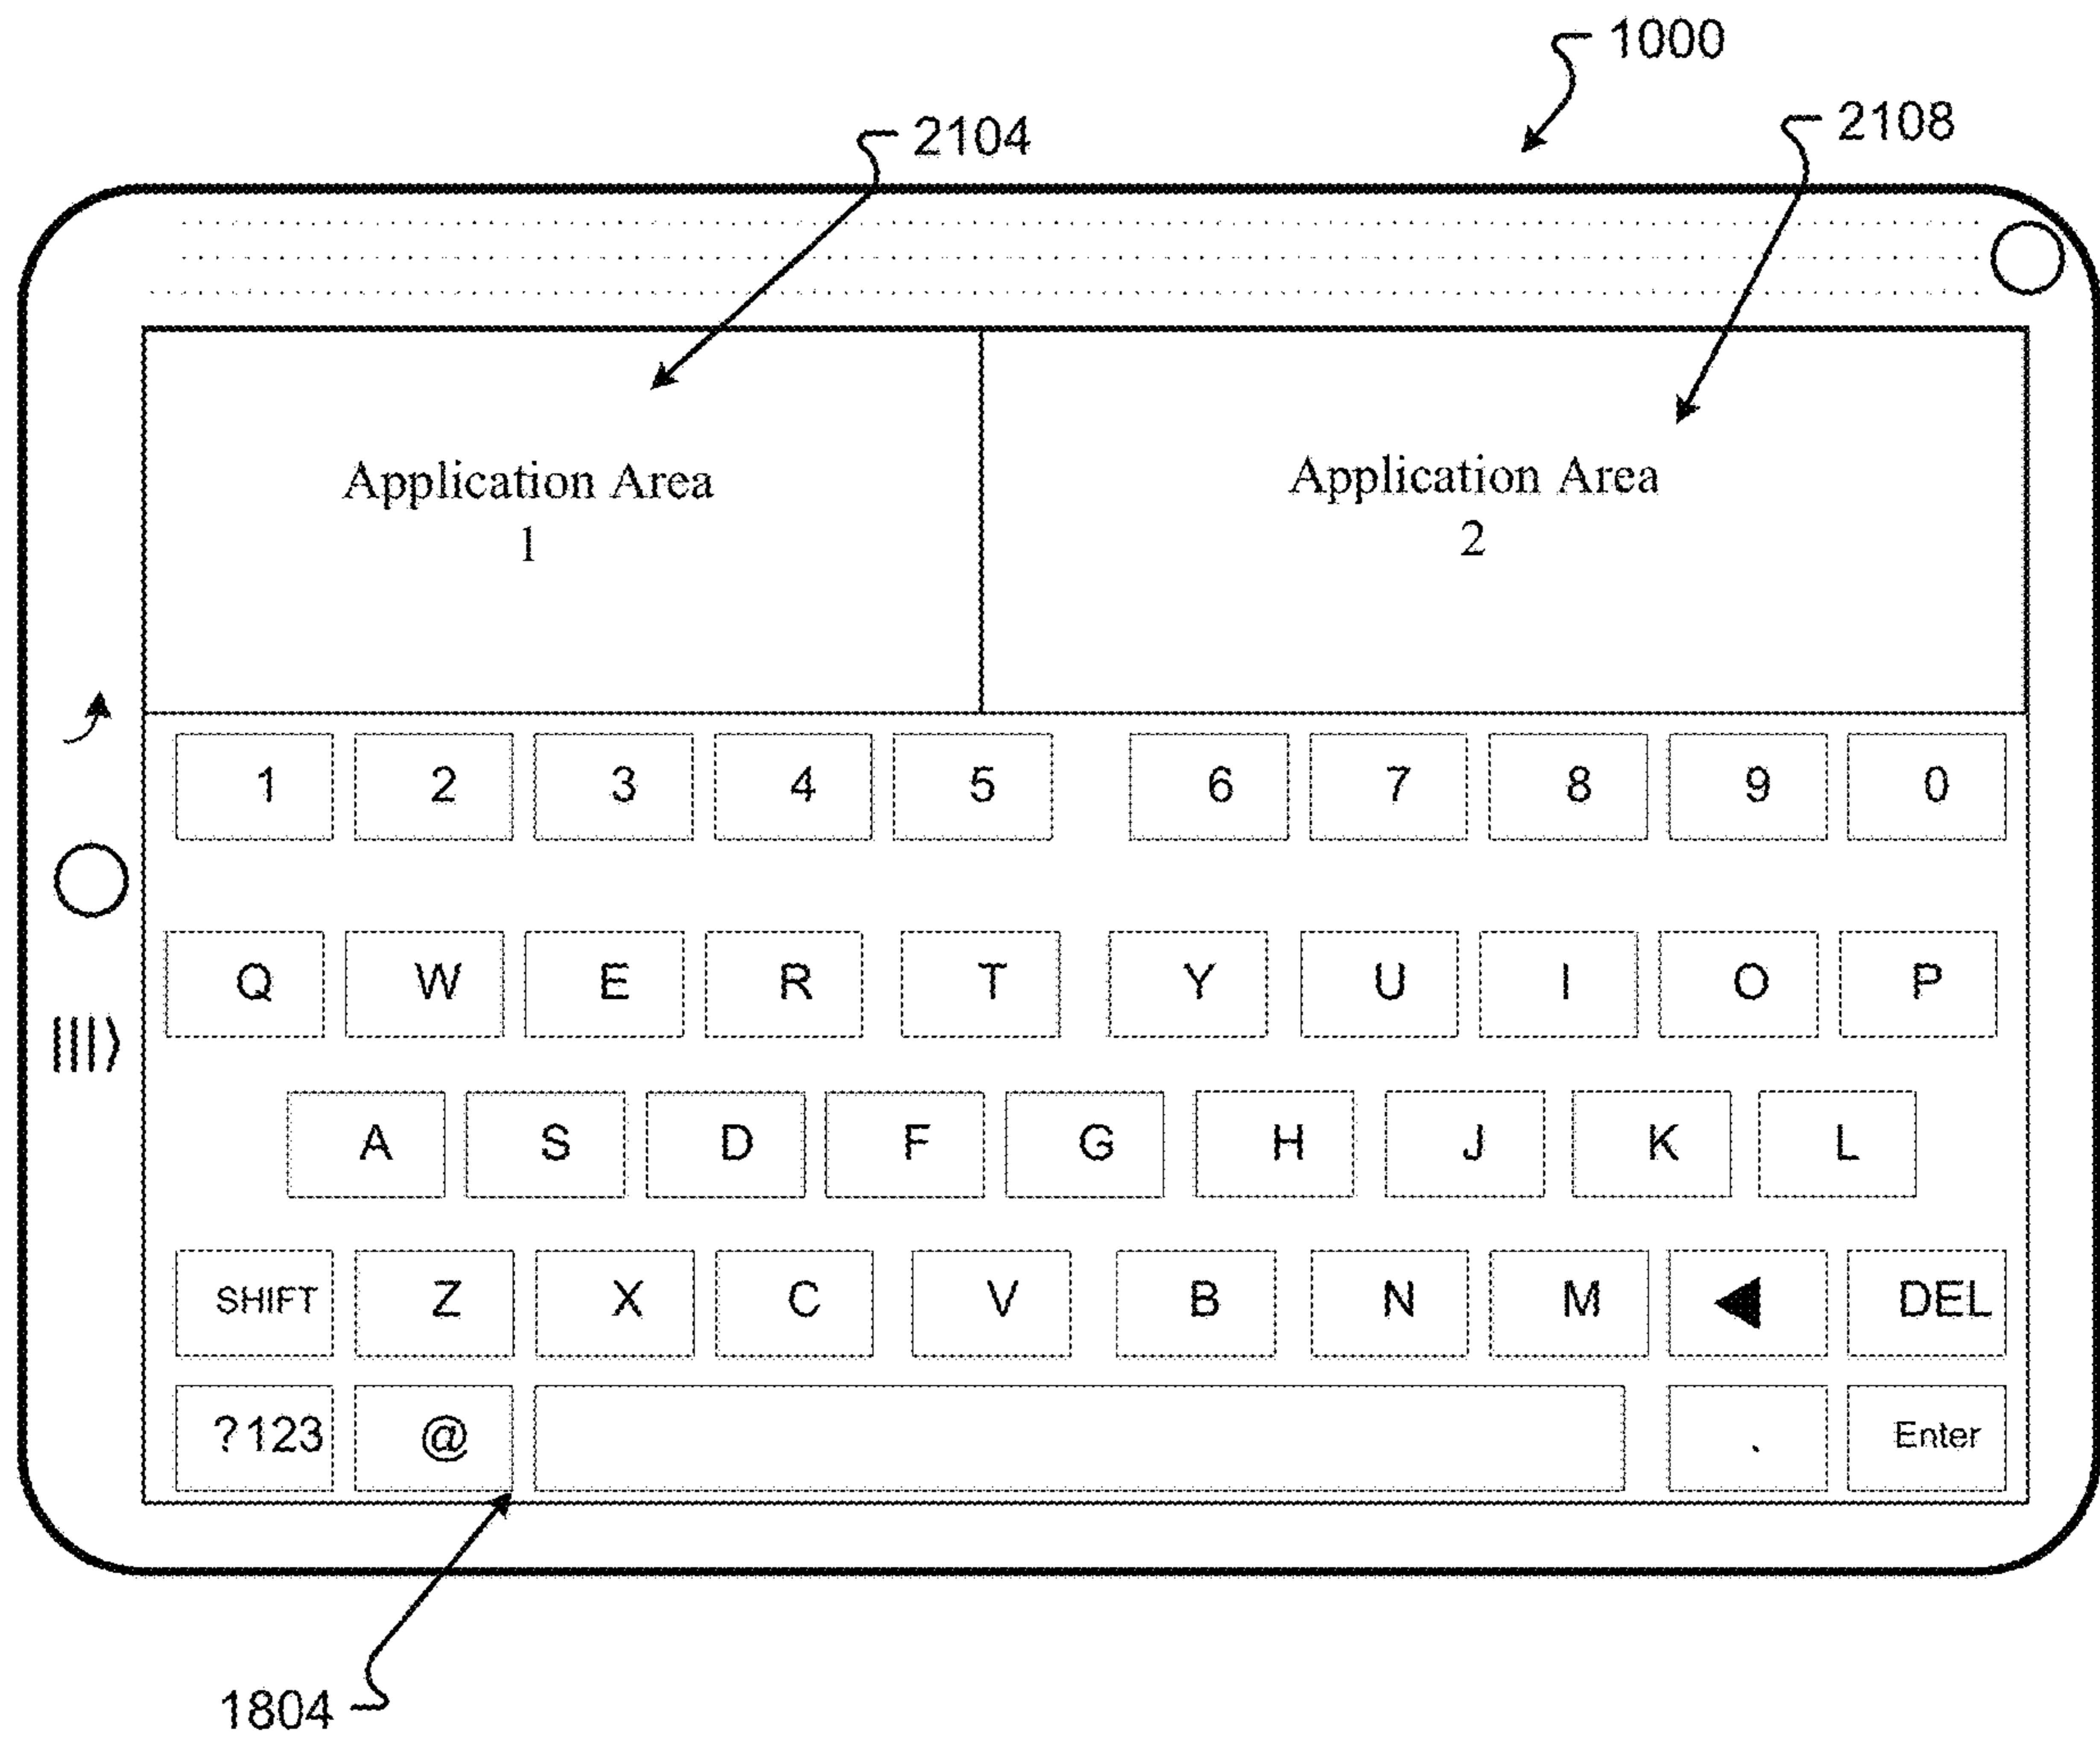 1000
2104
2108
Application Area
1
Application Area
2
1 2 3 4 5 6 7 8 9 0
Q W E R T Y U I O P
A S D F G H J K L
SHIFT Z X C V B N M ◀ DEL
?123 @ . Enter
1804